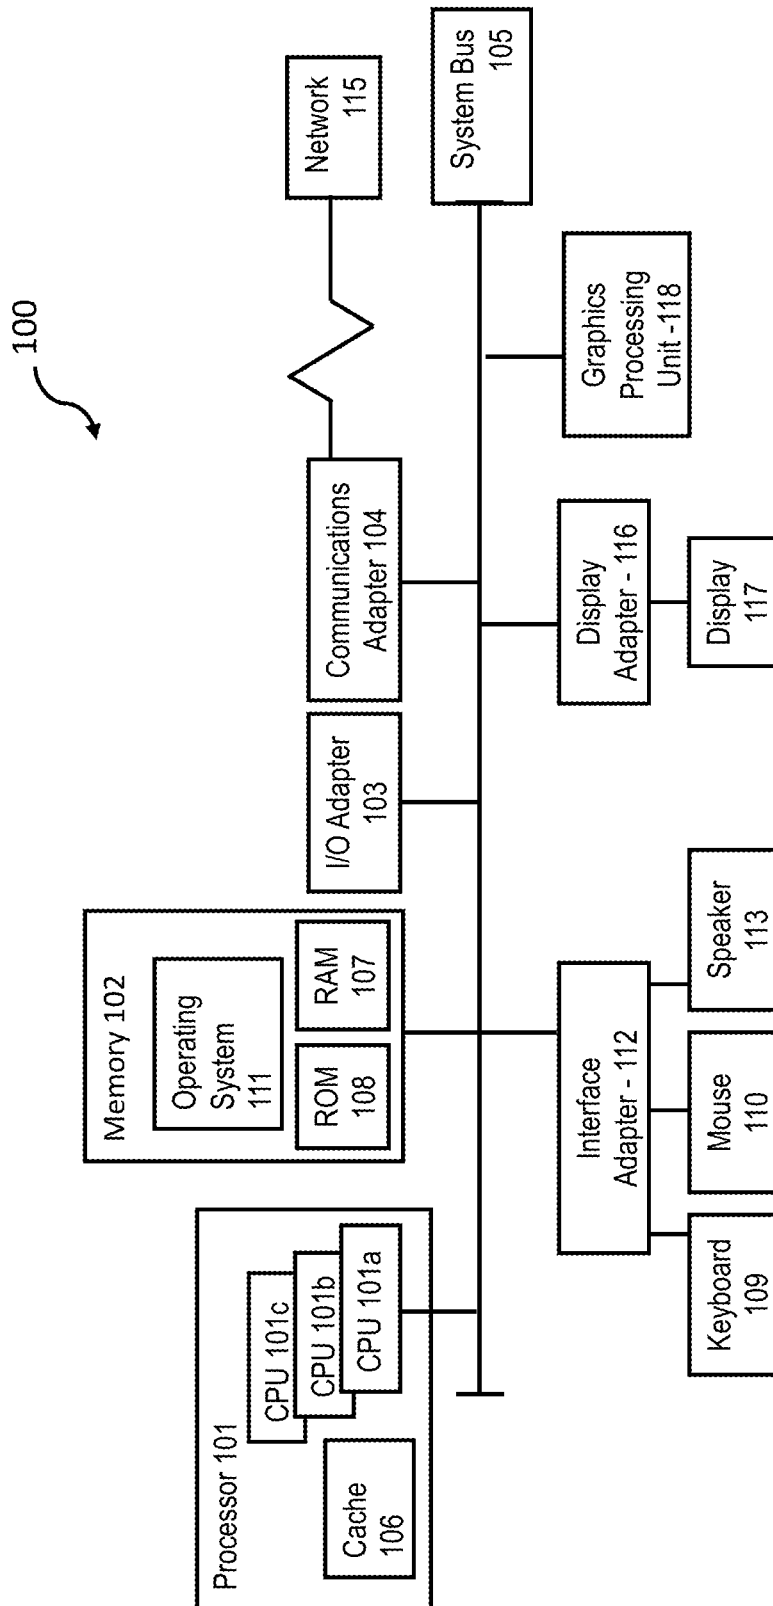 100
Processor 101
Cache
106
CPU 101c
CPU 101b
CPU 101a
Memory 102
Operating
System
111
ROM
108
RAM
107
I/O Adapter
103
Communications
Adapter 104
Network
115
System Bus
105
Interface
Adapter - 112
Keyboard
109
Mouse
110
Speaker
113
Display
Adapter - 116
Display
117
Graphics
Processing
Unit -118